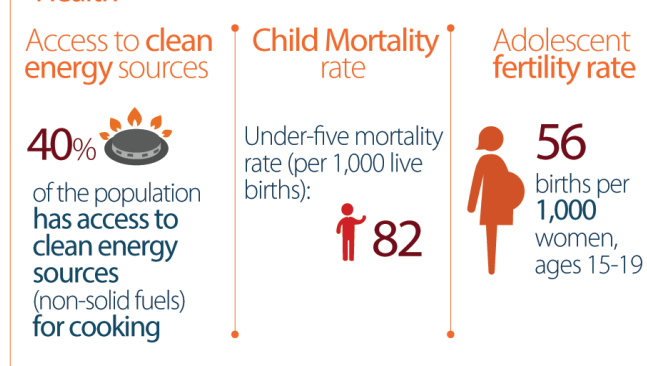 Health
Access to clean
energy sources
40%
of the population
has access to
clean energy
sources
(non-solid fuels)
for cooking
Child Mortality
rate
Under-five mortality
rate (per 1,000 live
births):
82
Adolescent
fertility rate
56
births per
1,000
women,
ages 15-19